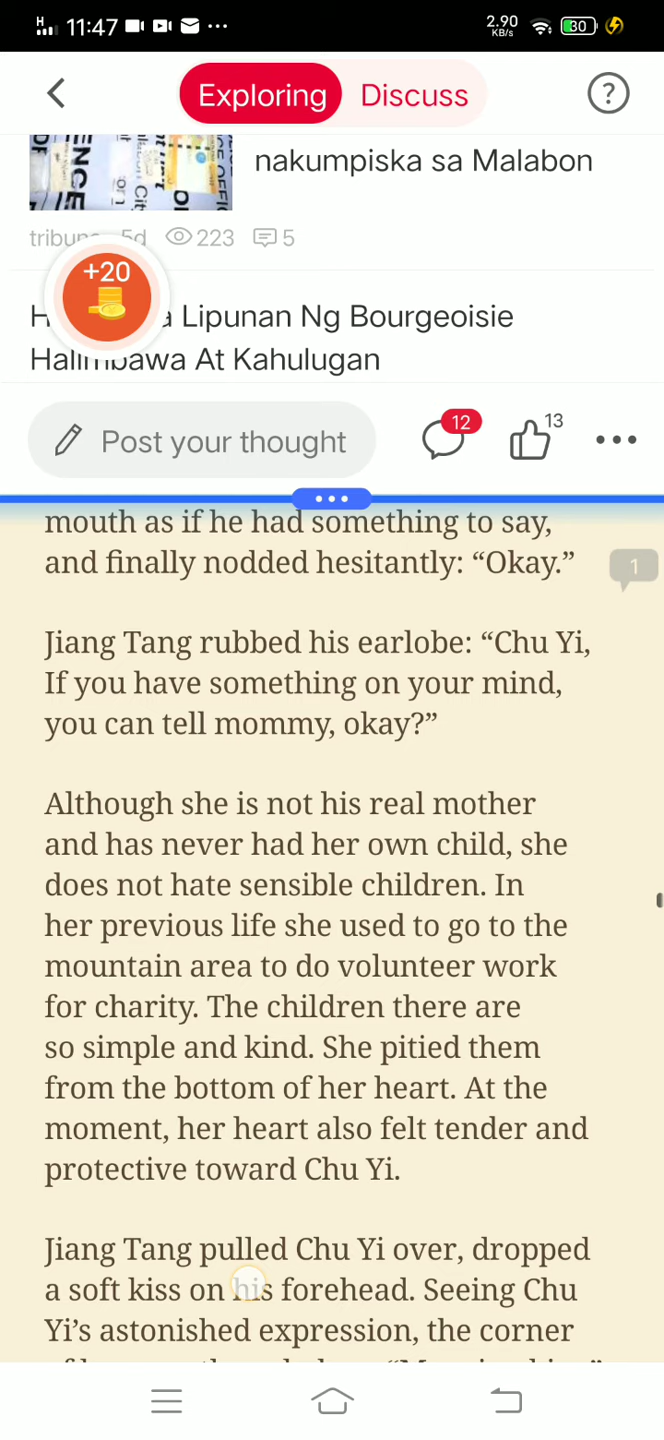 H
11:47
2.90
KB/s
30
Exploring
Discuss
?
nakumpiska sa Malabon
5d
223
5
+20
Lipunan Ng Bourgeoisie
At Kahulugan
Post your thought
12
13
mouth as if he had something to say,
and finally nodded hesitantly: “Okay.”
1
Jiang Tang rubbed his earlobe: “Chu Yi,
If you have something on your mind,
you can tell mommy, okay?”
Although she is not his real mother
and has never had her own child, she
does not hate sensible children. In
her previous life she used to go to the
mountain area to do volunteer work
for charity. The children there are
so simple and kind. She pitied them
from the bottom of her heart. At the
moment, her heart also felt tender and
protective toward Chu Yi.
Jiang Tang pulled Chu Yi over, dropped
a soft kiss on his forehead. Seeing Chu
Yi’s astonished expression, the corner